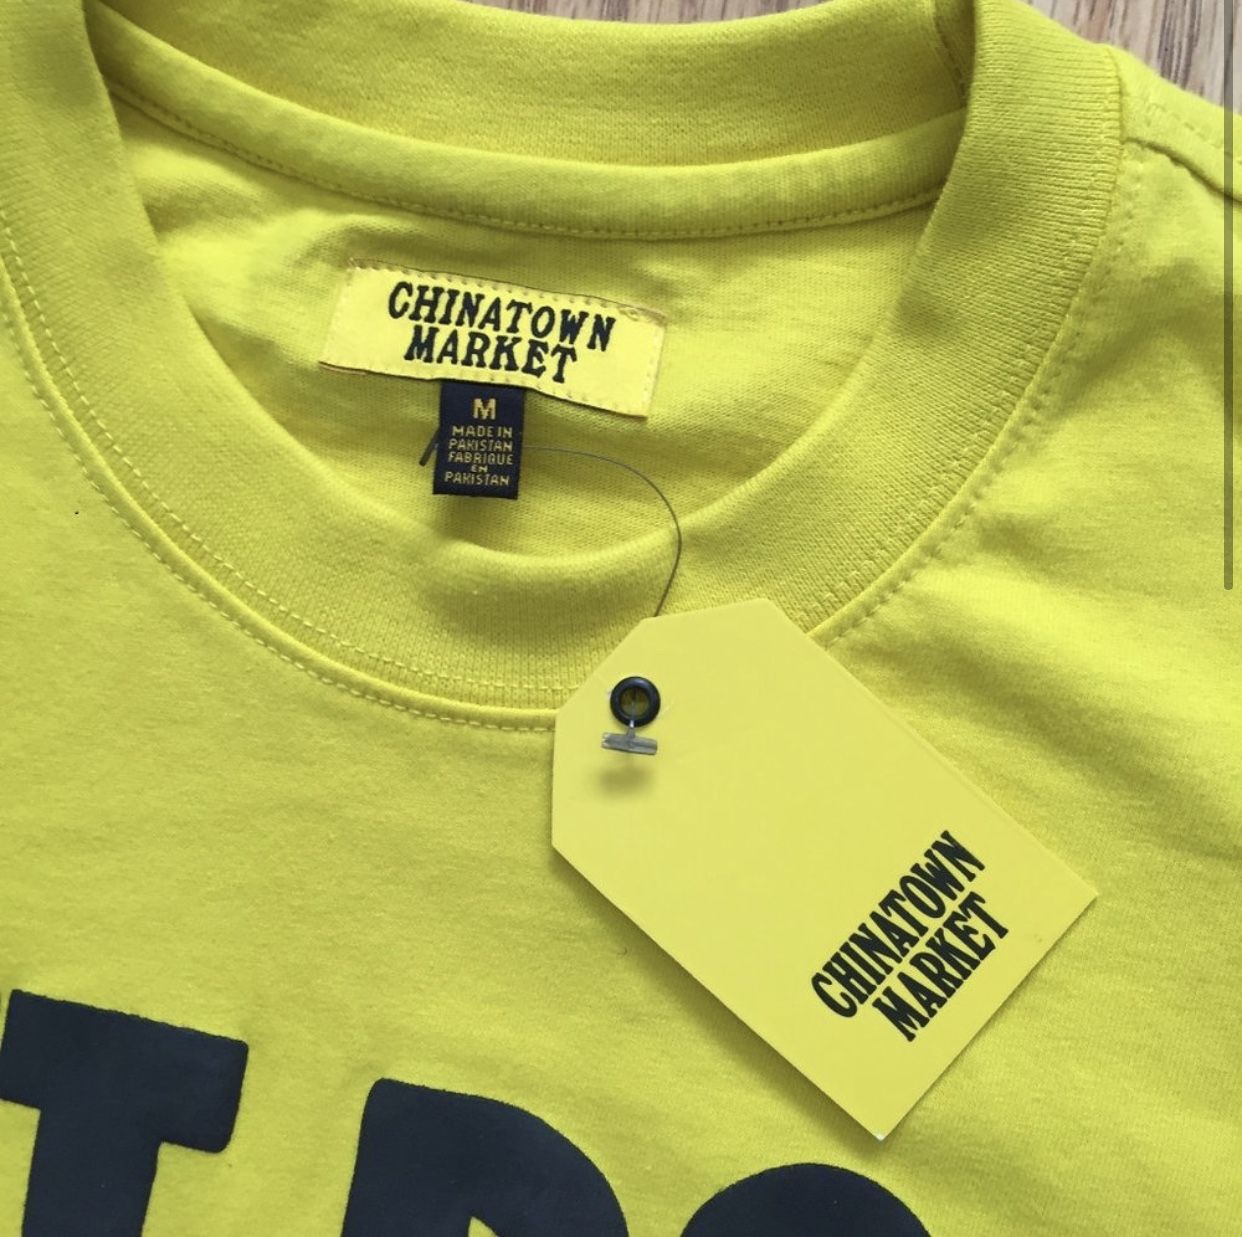 CHINATOWN
MARKET
M
MADE IN
PAKISTAN
FABRIQUE
EN
PAKISTAN
CHINATOWN
MARKET